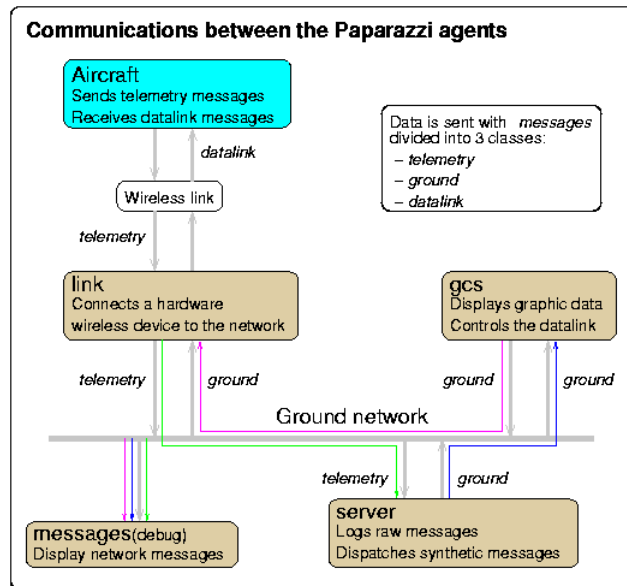 Communications between the Paparazzi agents
Aircraft
Sends telemetry messages
Receives datalink messages
Data is sent with messages
divided into 3 classes:
– telemetry
– ground
– datalink
datalink
Wireless link
telemetry
link
Connects a hardware
wireless device to the network
gcs
Displays graphic data
Controls the datalink
telemetry
ground
ground
ground
Ground network
telemetry
ground
messages(debug)
Display network messages
server
Logs raw messages
Dispatches synthetic messages